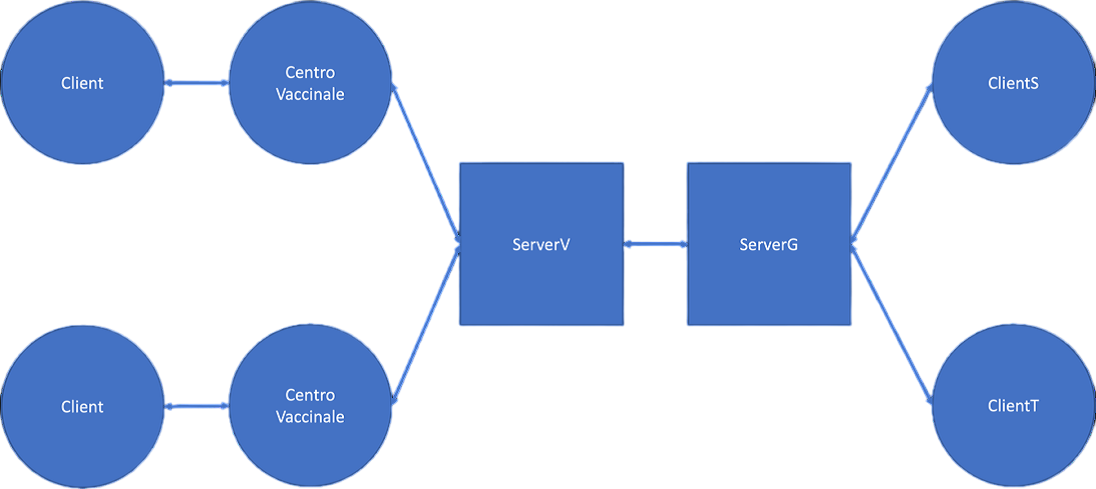 Client
Centro
Vaccinale
ClientS
ServerV
ServerG
Client
Centro
Vaccinale
ClientT